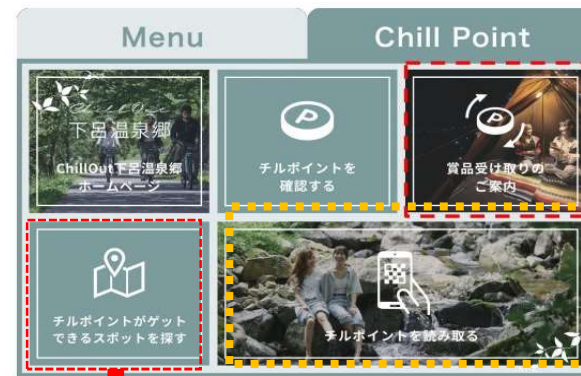 Menu
Chill Point
ChillOut
下呂温泉郷
ChillOut下呂温泉郷
ホームページ
P
チルポイントを
確認する
P
賞品受け取りの
ご案内
チルポイントがゲット
できるスポットを探す
チルポイントを読み取る